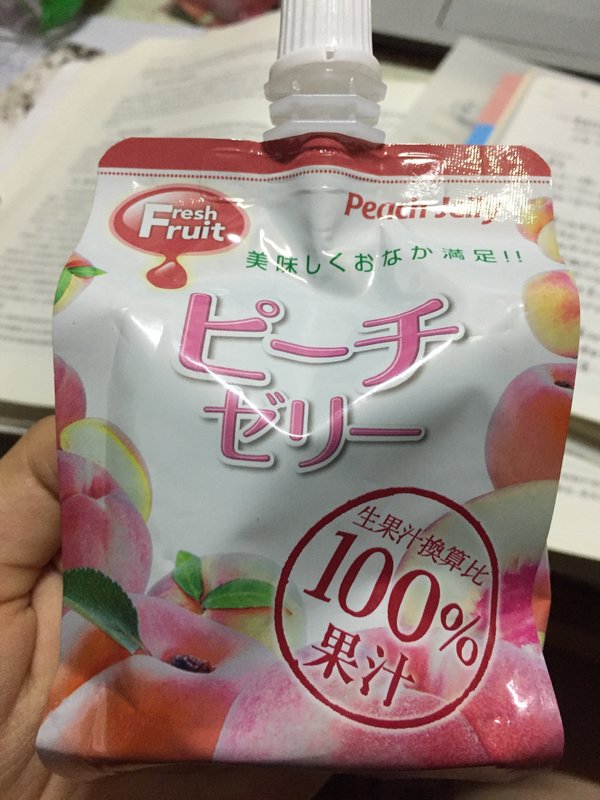 Fresh
Fruit
Peach Jelly
美味しくおなか満足!!
ピーチ
ゼリー
生果汁換算比
100%
果汁